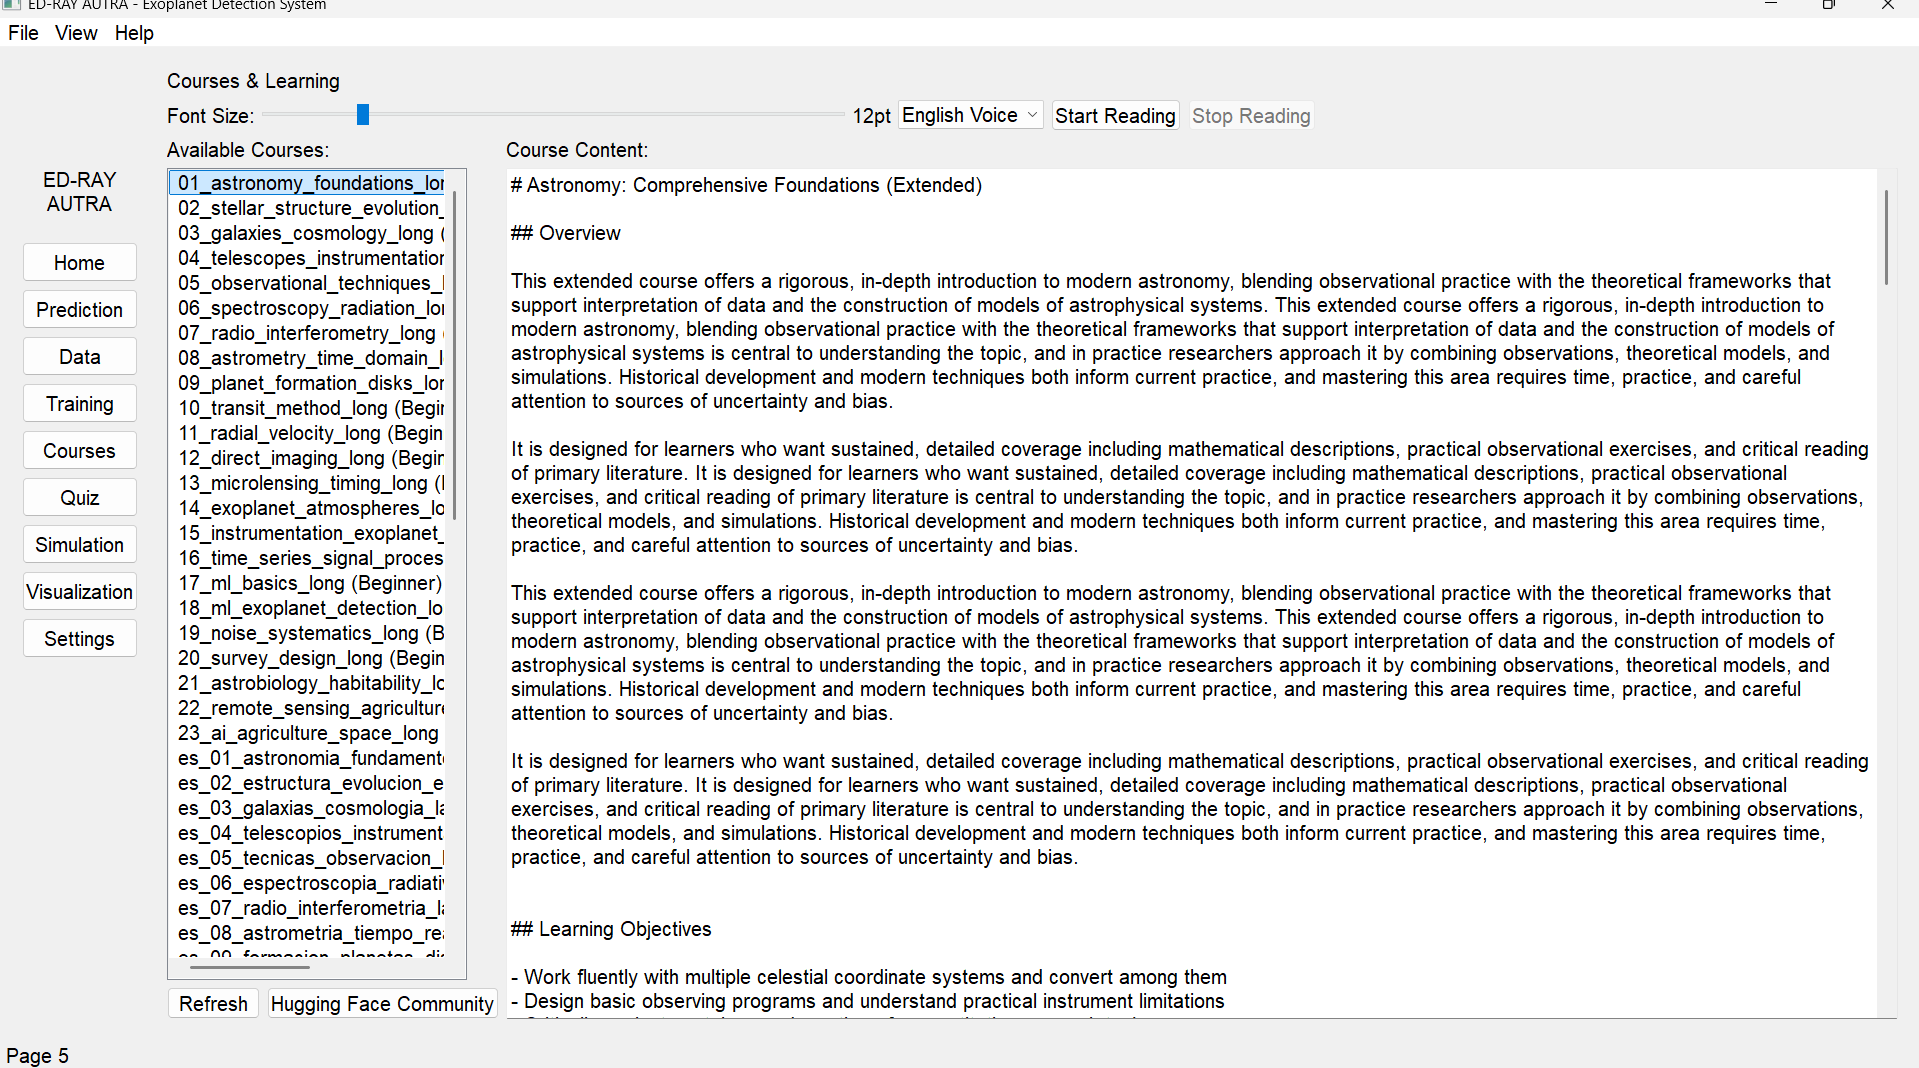 ED-RAY AUTRA - Exoplanet Detection System
File View Help
Courses & Learning
Font Size: 12pt English Voice Start Reading Stop Reading
Available Courses:
Course Content:
ED-RAY
AUTRA
Home
Prediction
Data
Training
Courses
Quiz
Simulation
Visualization
Settings
01_astronomy_foundations_lon
02_stellar_structure_evolution_
03_galaxies_cosmology_long (
04_telescopes_instrumentation
05_observational_techniques_l
06_spectroscopy_radiation_lon
07_radio_interferometry_long (
08_astrometry_time_domain_l
09_planet_formation_disks_lon
10_transit_method_long (Begin
11_radial_velocity_long (Begin
12_direct_imaging_long (Begin
13_microlensing_timing_long (I
14_exoplanet_atmospheres_lo
15_instrumentation_exoplanet_
16_time_series_signal_proces
17_ml_basics_long (Beginner)
18_ml_exoplanet_detection_lo
19_noise_systematics_long (B
20_survey_design_long (Begin
21_astrobiology_habitability_lo
22_remote_sensing_agriculture
23_ai_agriculture_space_long
es_01_astronomia_fundamento
es_02_estructura_evolucion_e
es_03_galaxias_cosmologia_la
es_04_telescopios_instrument
es_05_tecnicas_observacion_l
es_06_espectroscopia_radiativ
es_07_radio_interferometria_la
es_08_astrometria_tiempo_rea
es_09_formacion_planetas_dis
Refresh Hugging Face Community
# Astronomy: Comprehensive Foundations (Extended)
## Overview
This extended course offers a rigorous, in-depth introduction to modern astronomy, blending observational practice with the theoretical frameworks that
support interpretation of data and the construction of models of astrophysical systems. This extended course offers a rigorous, in-depth introduction to
modern astronomy, blending observational practice with the theoretical frameworks that support interpretation of data and the construction of models of
astrophysical systems is central to understanding the topic, and in practice researchers approach it by combining observations, theoretical models, and
simulations. Historical development and modern techniques both inform current practice, and mastering this area requires time, practice, and careful
attention to sources of uncertainty and bias.
It is designed for learners who want sustained, detailed coverage including mathematical descriptions, practical observational exercises, and critical reading
of primary literature. It is designed for learners who want sustained, detailed coverage including mathematical descriptions, practical observational
exercises, and critical reading of primary literature is central to understanding the topic, and in practice researchers approach it by combining observations,
theoretical models, and simulations. Historical development and modern techniques both inform current practice, and mastering this area requires time,
practice, and careful attention to sources of uncertainty and bias.
This extended course offers a rigorous, in-depth introduction to modern astronomy, blending observational practice with the theoretical frameworks that
support interpretation of data and the construction of models of astrophysical systems. This extended course offers a rigorous, in-depth introduction to
modern astronomy, blending observational practice with the theoretical frameworks that support interpretation of data and the construction of models of
astrophysical systems is central to understanding the topic, and in practice researchers approach it by combining observations, theoretical models, and
simulations. Historical development and modern techniques both inform current practice, and mastering this area requires time, practice, and careful
attention to sources of uncertainty and bias.
It is designed for learners who want sustained, detailed coverage including mathematical descriptions, practical observational exercises, and critical reading
of primary literature. It is designed for learners who want sustained, detailed coverage including mathematical descriptions, practical observational
exercises, and critical reading of primary literature is central to understanding the topic, and in practice researchers approach it by combining observations,
theoretical models, and simulations. Historical development and modern techniques both inform current practice, and mastering this area requires time,
practice, and careful attention to sources of uncertainty and bias.
## Learning Objectives
- Work fluently with multiple celestial coordinate systems and convert among them
- Design basic observing programs and understand practical instrument limitations
Page 5